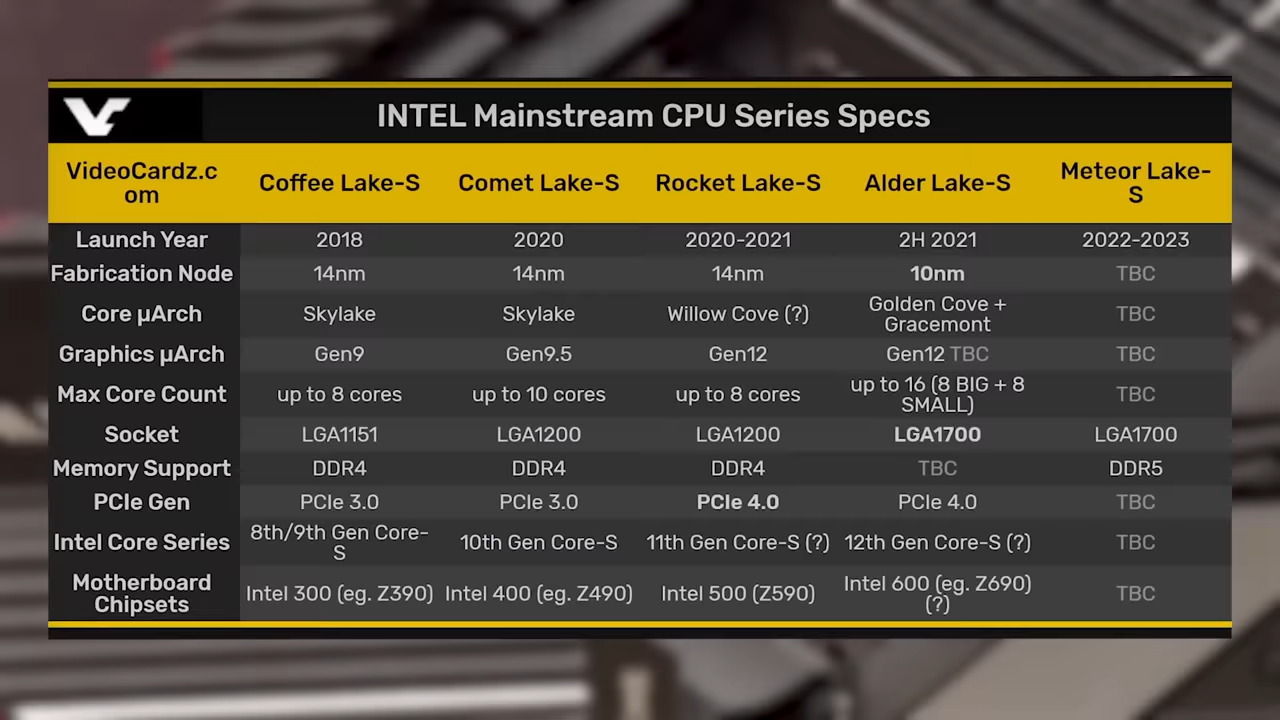 INTEL Mainstream CPU Series Specs
VideoCardz.c
om
Coffee Lake-S
Comet Lake-S
Rocket Lake-S
Alder Lake-S
Meteor Lake-
S
Launch Year 2018 2020 2020-2021 2H 2021 2022-2023
Fabrication Node 14nm 14nm 14nm 10nm TBC
Core µArch Skylake Skylake Willow Cove (?) Golden Cove +
Gracemont
TBC
Graphics µArch Gen9 Gen9.5 Gen12 Gen12 TBC TBC
Max Core Count up to 8 cores up to 10 cores up to 8 cores up to 16 (8 BIG + 8
SMALL)
TBC
Socket LGA1151 LGA1200 LGA1200 LGA1700 LGA1700
Memory Support DDR4 DDR4 DDR4 TBC DDR5
PCIe Gen PCIe 3.0 PCIe 3.0 PCIe 4.0 PCIe 4.0 TBC
Intel Core Series 8th/9th Gen Core-
S
10th Gen Core-S 11th Gen Core-S (?) 12th Gen Core-S (?) TBC
Motherboard
Chipsets
Intel 300 (eg. Z390) Intel 400 (eg. Z490) Intel 500 (Z590) Intel 600 (eg. Z690)
(?)
TBC